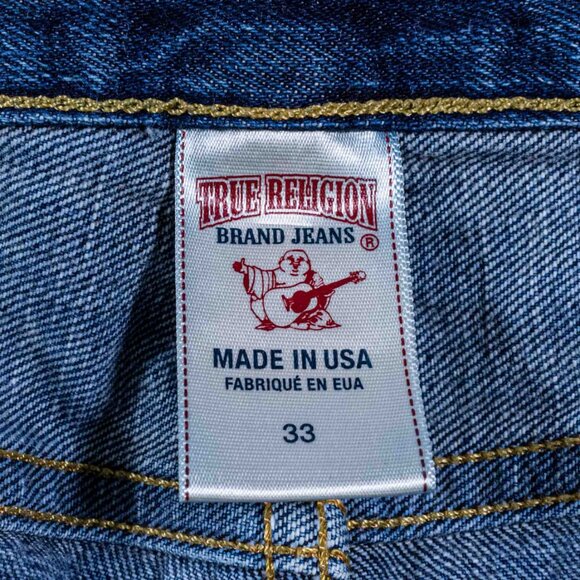 TRUE RELIGION
BRAND JEANS ®
MADE IN USA
FABRIQUÉ EN EUA
33